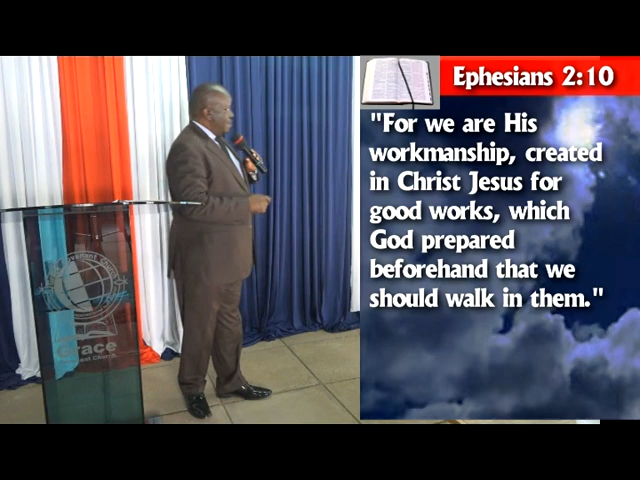 Ephesians 2:10
"For we are His
workmanship, created
in Christ Jesus for
good works, which
God prepared
beforehand that we
should walk in them."
Grace
Church